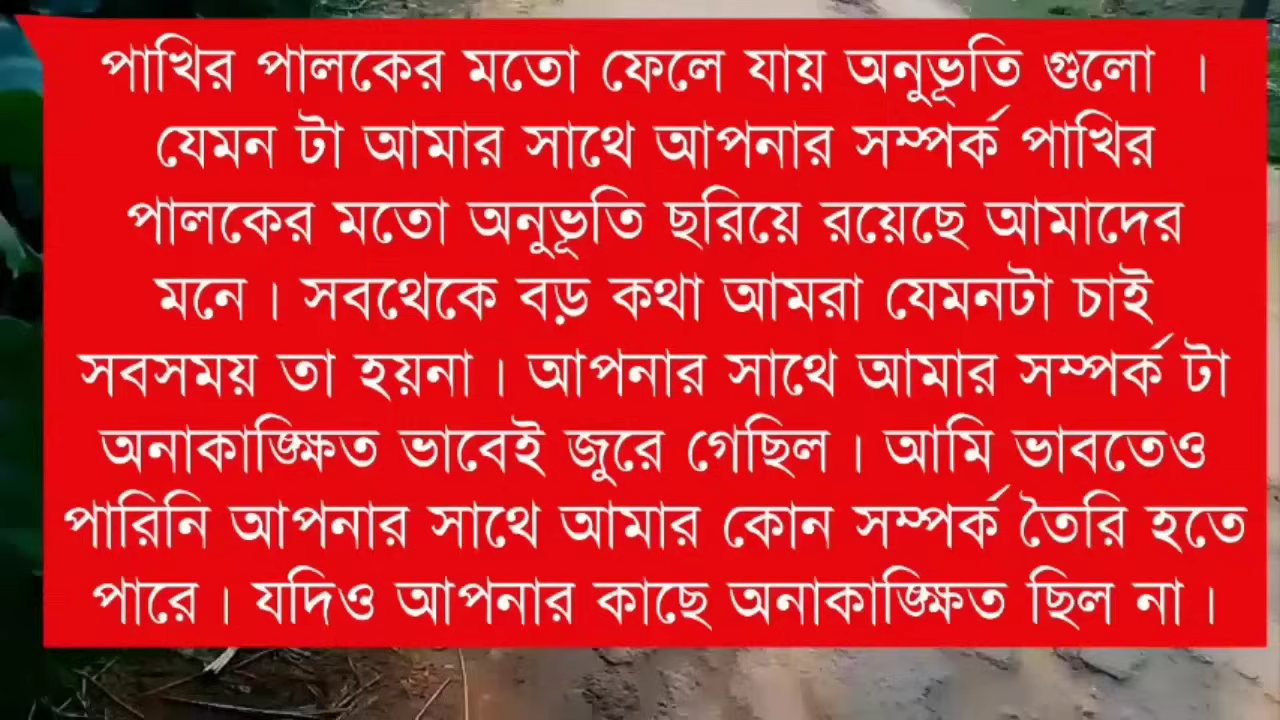 পাখির পালকের মতো ফেলে যায় অনুভূতি গুলো ।
যেমন টা আমার সাথে আপনার সম্পর্ক পাখির
পালকের মতো অনুভূতি ছরিয়ে রয়েছে আমাদের
মনে । সবথেকে বড় কথা আমরা যেমনটা চাই
সবসময় তা হয়না । আপনার সাথে আমার সম্পর্ক টা
অনাকাঙ্ক্ষিত ভাবেই জুরে গেছিল । আমি ভাবতেও
পারিনি আপনার সাথে আমার কোন সম্পর্ক তৈরি হতে
পারে । যদিও আপনার কাছে অনাকাঙ্ক্ষিত ছিল না ।